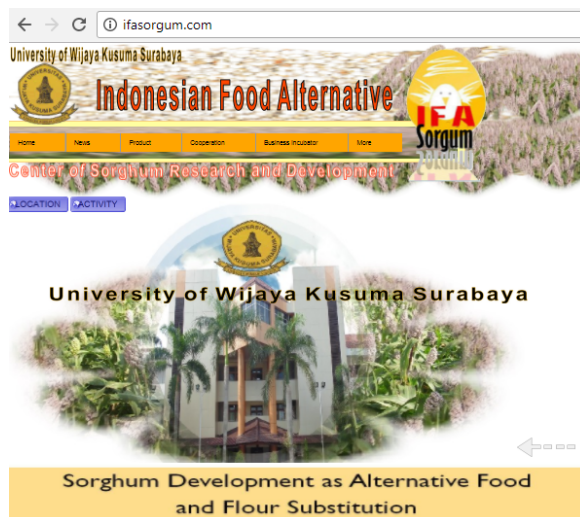 ifasorgum.com
University of Wijaya Kusuma Surabaya
Indonesian Food Alternative
IFA
Sorgum
Home News Product Cooperation Business Incubator More
Center of Sorghum Research and Development
LOCATION ACTIVITY
University of Wijaya Kusuma Surabaya
Sorghum Development as Alternative Food
and Flour Substitution